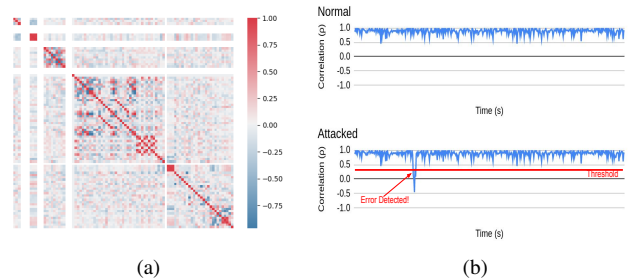 1.00
0.75
0.50
0.25
0.00
−0.25
−0.50
−0.75
(a)
Normal
Correlation (ρ)
1.0
0.5
0.0
-0.5
-1.0
Time (s)
Attacked
Correlation (ρ)
1.0
0.5
0.0
-0.5
-1.0
Threshold
Error Detected!
Time (s)
(b)